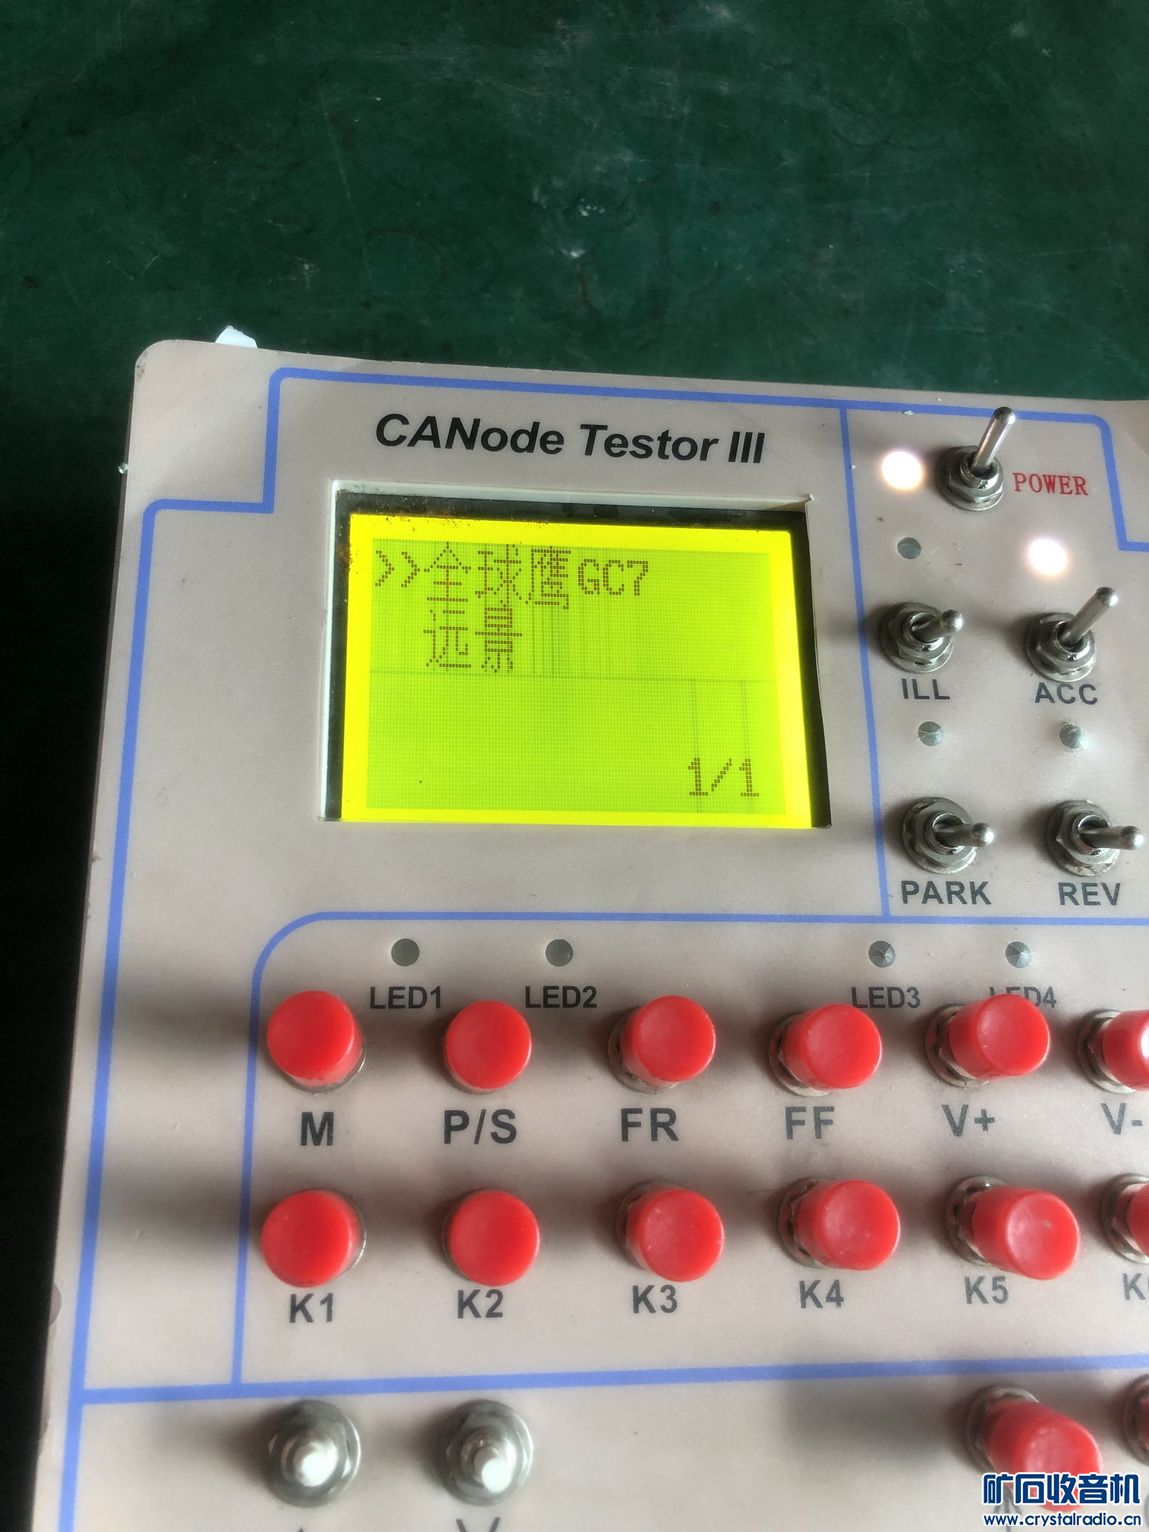 CANode Testor III
POWER
>>全球鹰GC7
远景
1/1
ILL
ACC
PARK
REV
LED1
LED2
LED3
LED4
M
P/S
FR
FF
V+
V-
K1
K2
K3
K4
K5
矿石收音机
www.crystalradio.cn